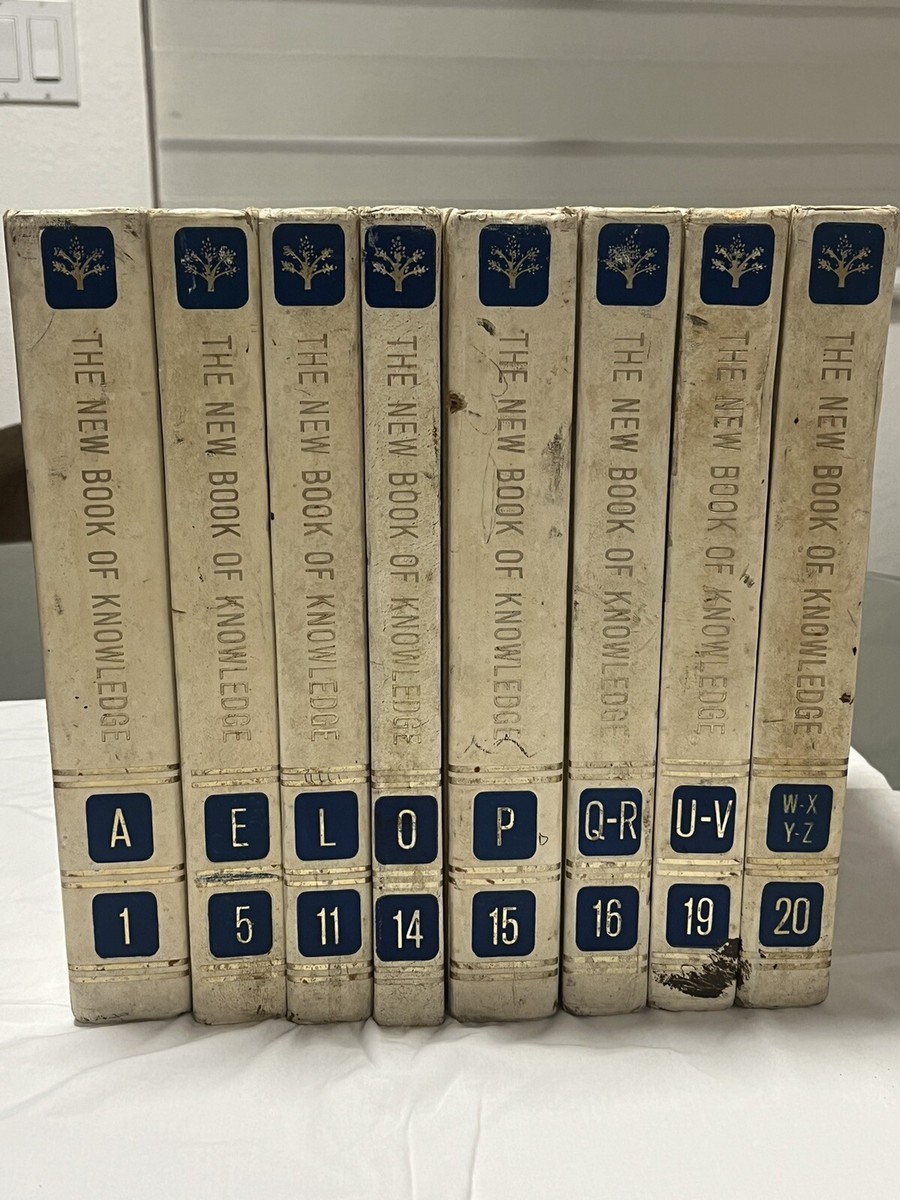 THE NEW BOOK OF KNOWLEDGE
A
1
THE NEW BOOK OF KNOWLEDGE
E
5
THE NEW BOOK OF KNOWLEDGE
L
11
THE NEW BOOK OF KNOWLEDGE
O
14
THE NEW BOOK OF KNOWLEDGE
P
15
THE NEW BOOK OF KNOWLEDGE
Q-R
16
THE NEW BOOK OF KNOWLEDGE
U-V
19
THE NEW BOOK OF KNOWLEDGE
W-X
Y-Z
20